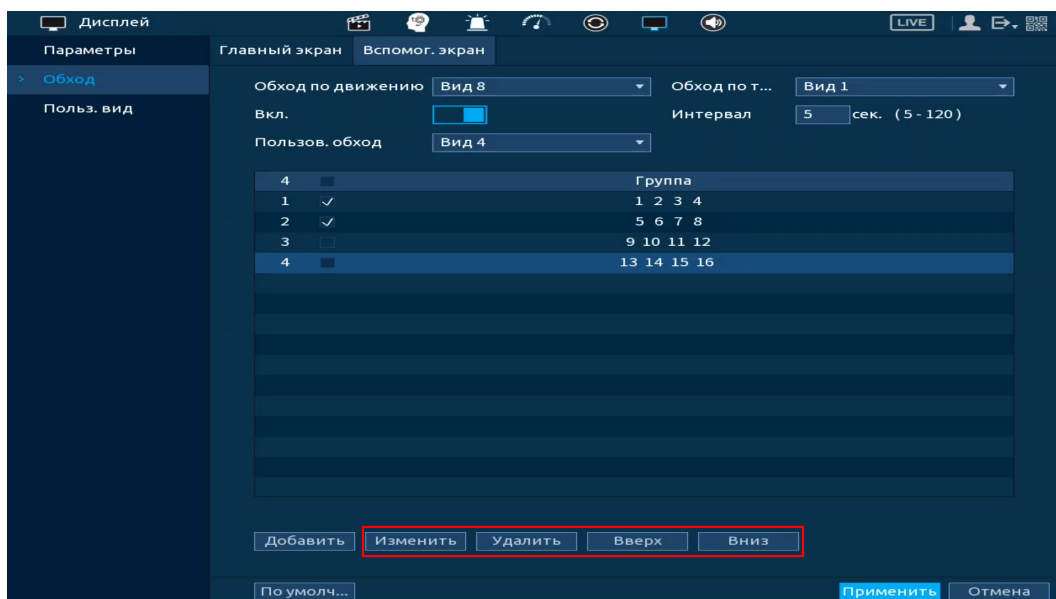 Дисплей LIVE
Параметры
Обход
Польз. вид
Главный экран Вспомог. экран
Обход по движению Вид 8 Обход по т... Вид 1
Вкл. Интервал 5 сек. (5-120)
Пользов. обход Вид 4
4 Группа
1 1 2 3 4
2 5 6 7 8
3 9 10 11 12
4 13 14 15 16
Добавить Изменить Удалить Вверх Вниз
По умолч... Применить Отмена